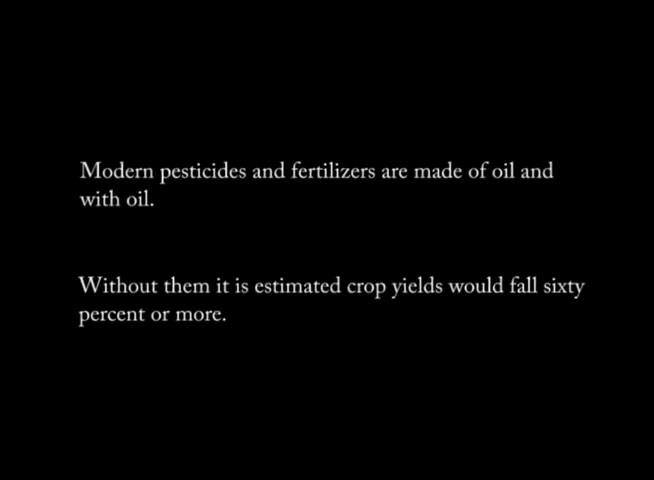 Modern pesticides and fertilizers are made of oil and
with oil.
Without them it is estimated crop yields would fall sixty
percent or more.